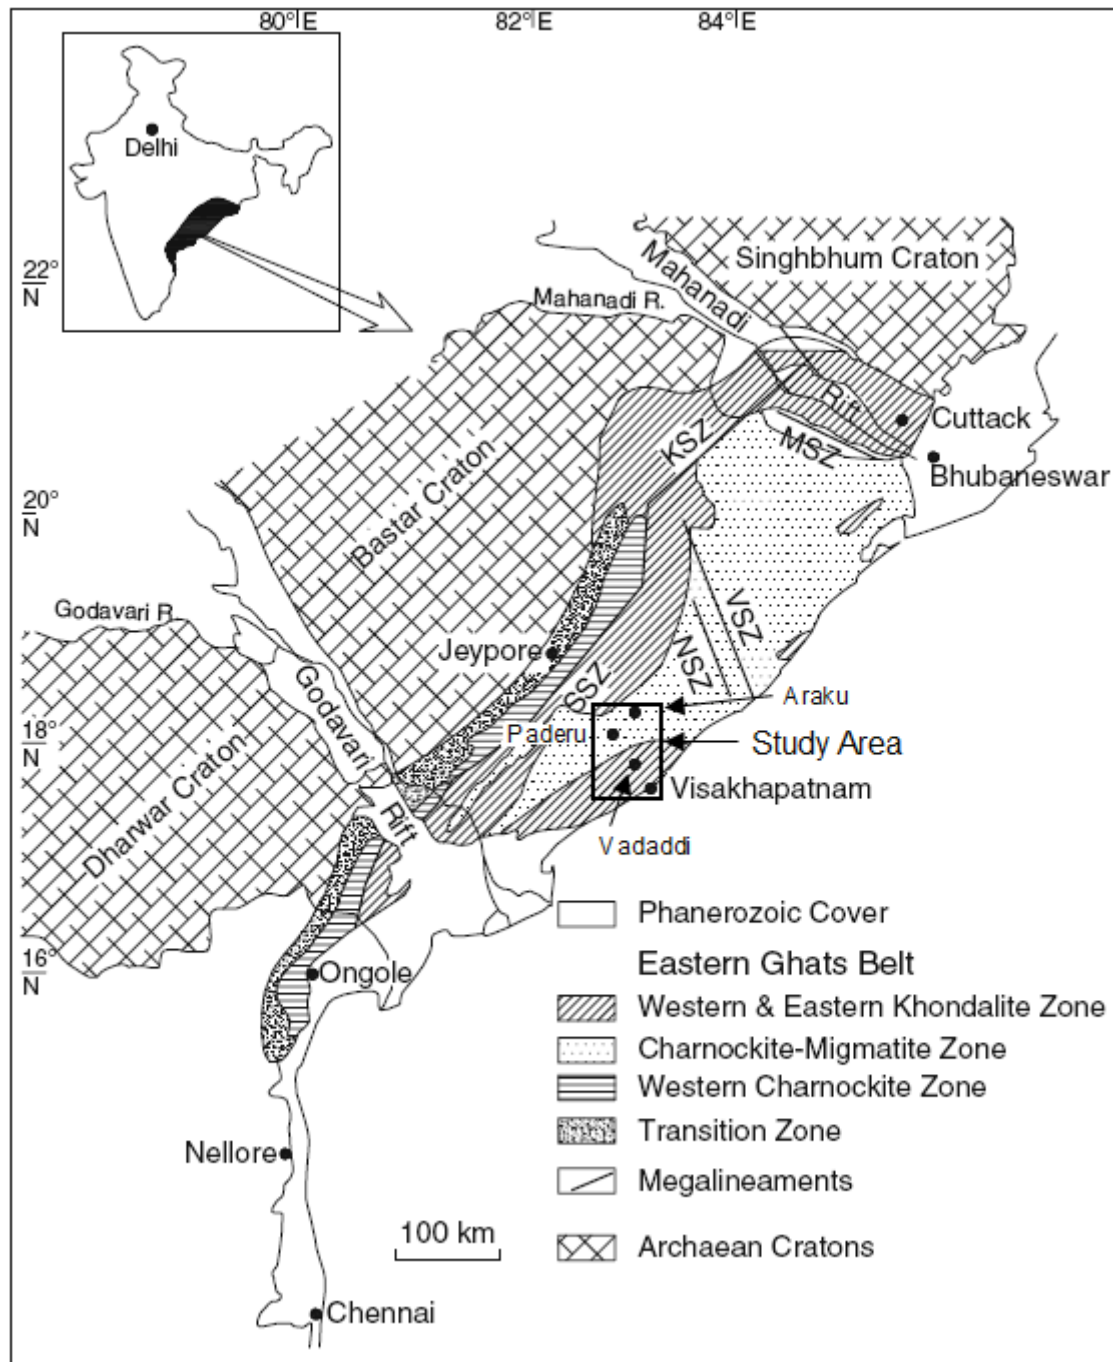 80°E
82°E
84°E
Delhi
22°
N
Mahanadi R.
Mahanadi
Singhbhum Craton
Rift
Cuttack
KSZ
MSZ
Bhubaneswar
20°
N
Bastar Craton
Godavari R.
Jeypore
VSZ
NSZ
SSZ
Godavari
Araku
18°
N
Paderu
Study Area
Dharwar Craton
Rift
Visakhapatnam
Vadaddi
Phanerozoic Cover
16°
N
Ongole
Eastern Ghats Belt
Western & Eastern Khondalite Zone
Charnockite-Migmatite Zone
Western Charnockite Zone
Transition Zone
Nellore
Megalineaments
100 km
Archaean Cratons
Chennai